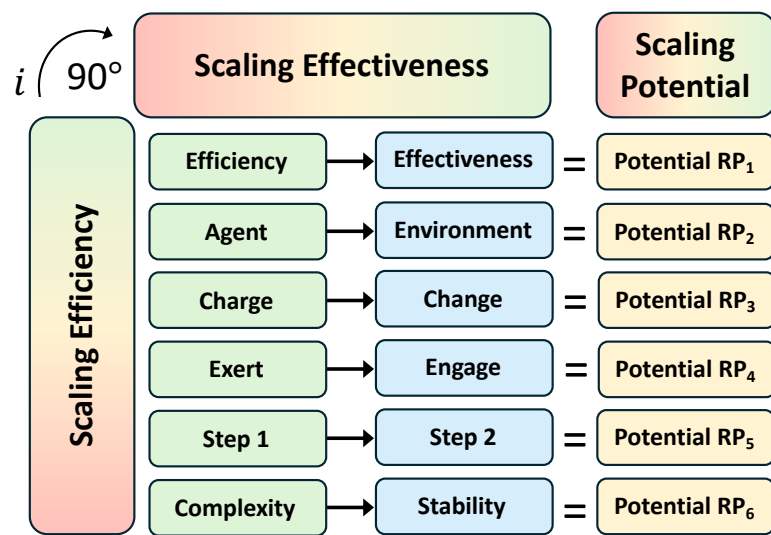 i 90°
Scaling Effectiveness
Scaling
Potential
Scaling Efficiency
Efficiency
Effectiveness
=
Potential RP₁
Agent
Environment
=
Potential RP₂
Charge
Change
=
Potential RP₃
Exert
Engage
=
Potential RP₄
Step 1
Step 2
=
Potential RP₅
Complexity
Stability
=
Potential RP₆